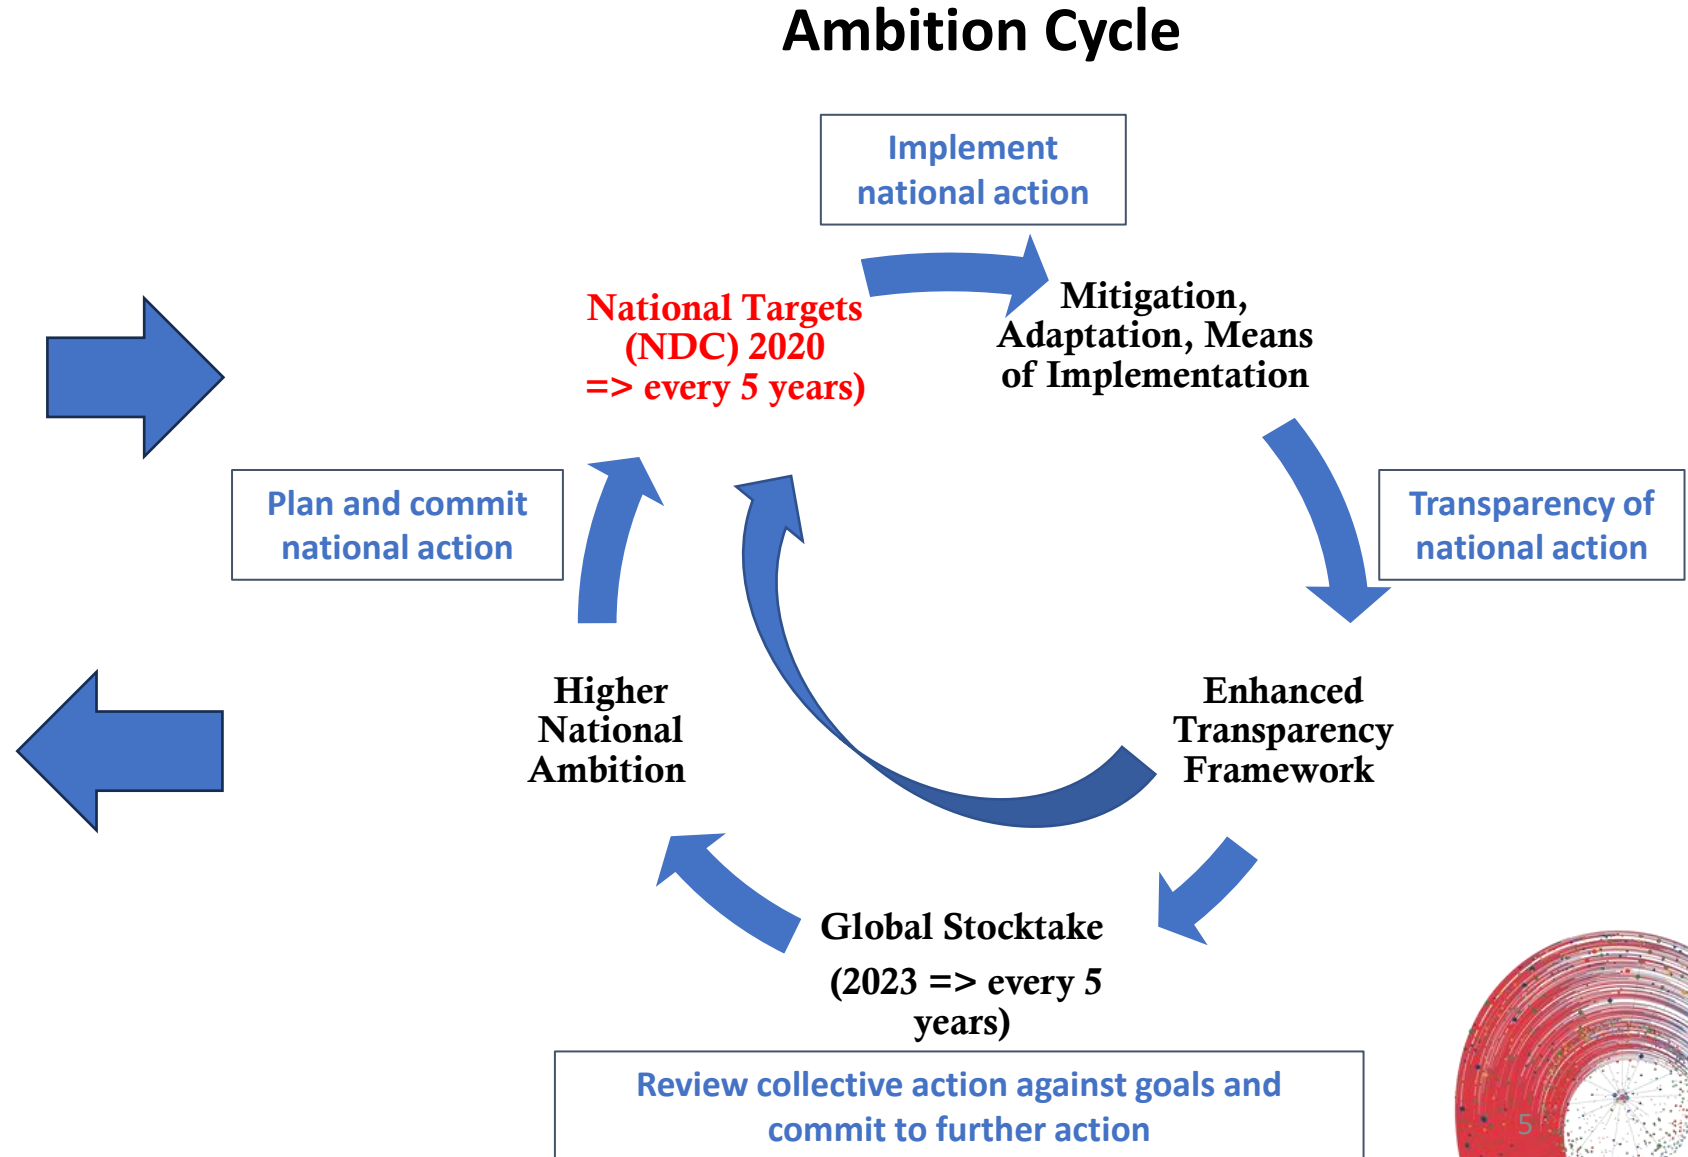 Ambition Cycle
Implement
national action
National Targets
(NDC) 2020
=> every 5 years)
Mitigation,
Adaptation, Means
of Implementation
Plan and commit
national action
Transparency of
national action
Higher
National
Ambition
Enhanced
Transparency
Framework
Global Stocktake
(2023 => every 5
years)
Review collective action against goals and
commit to further action
5